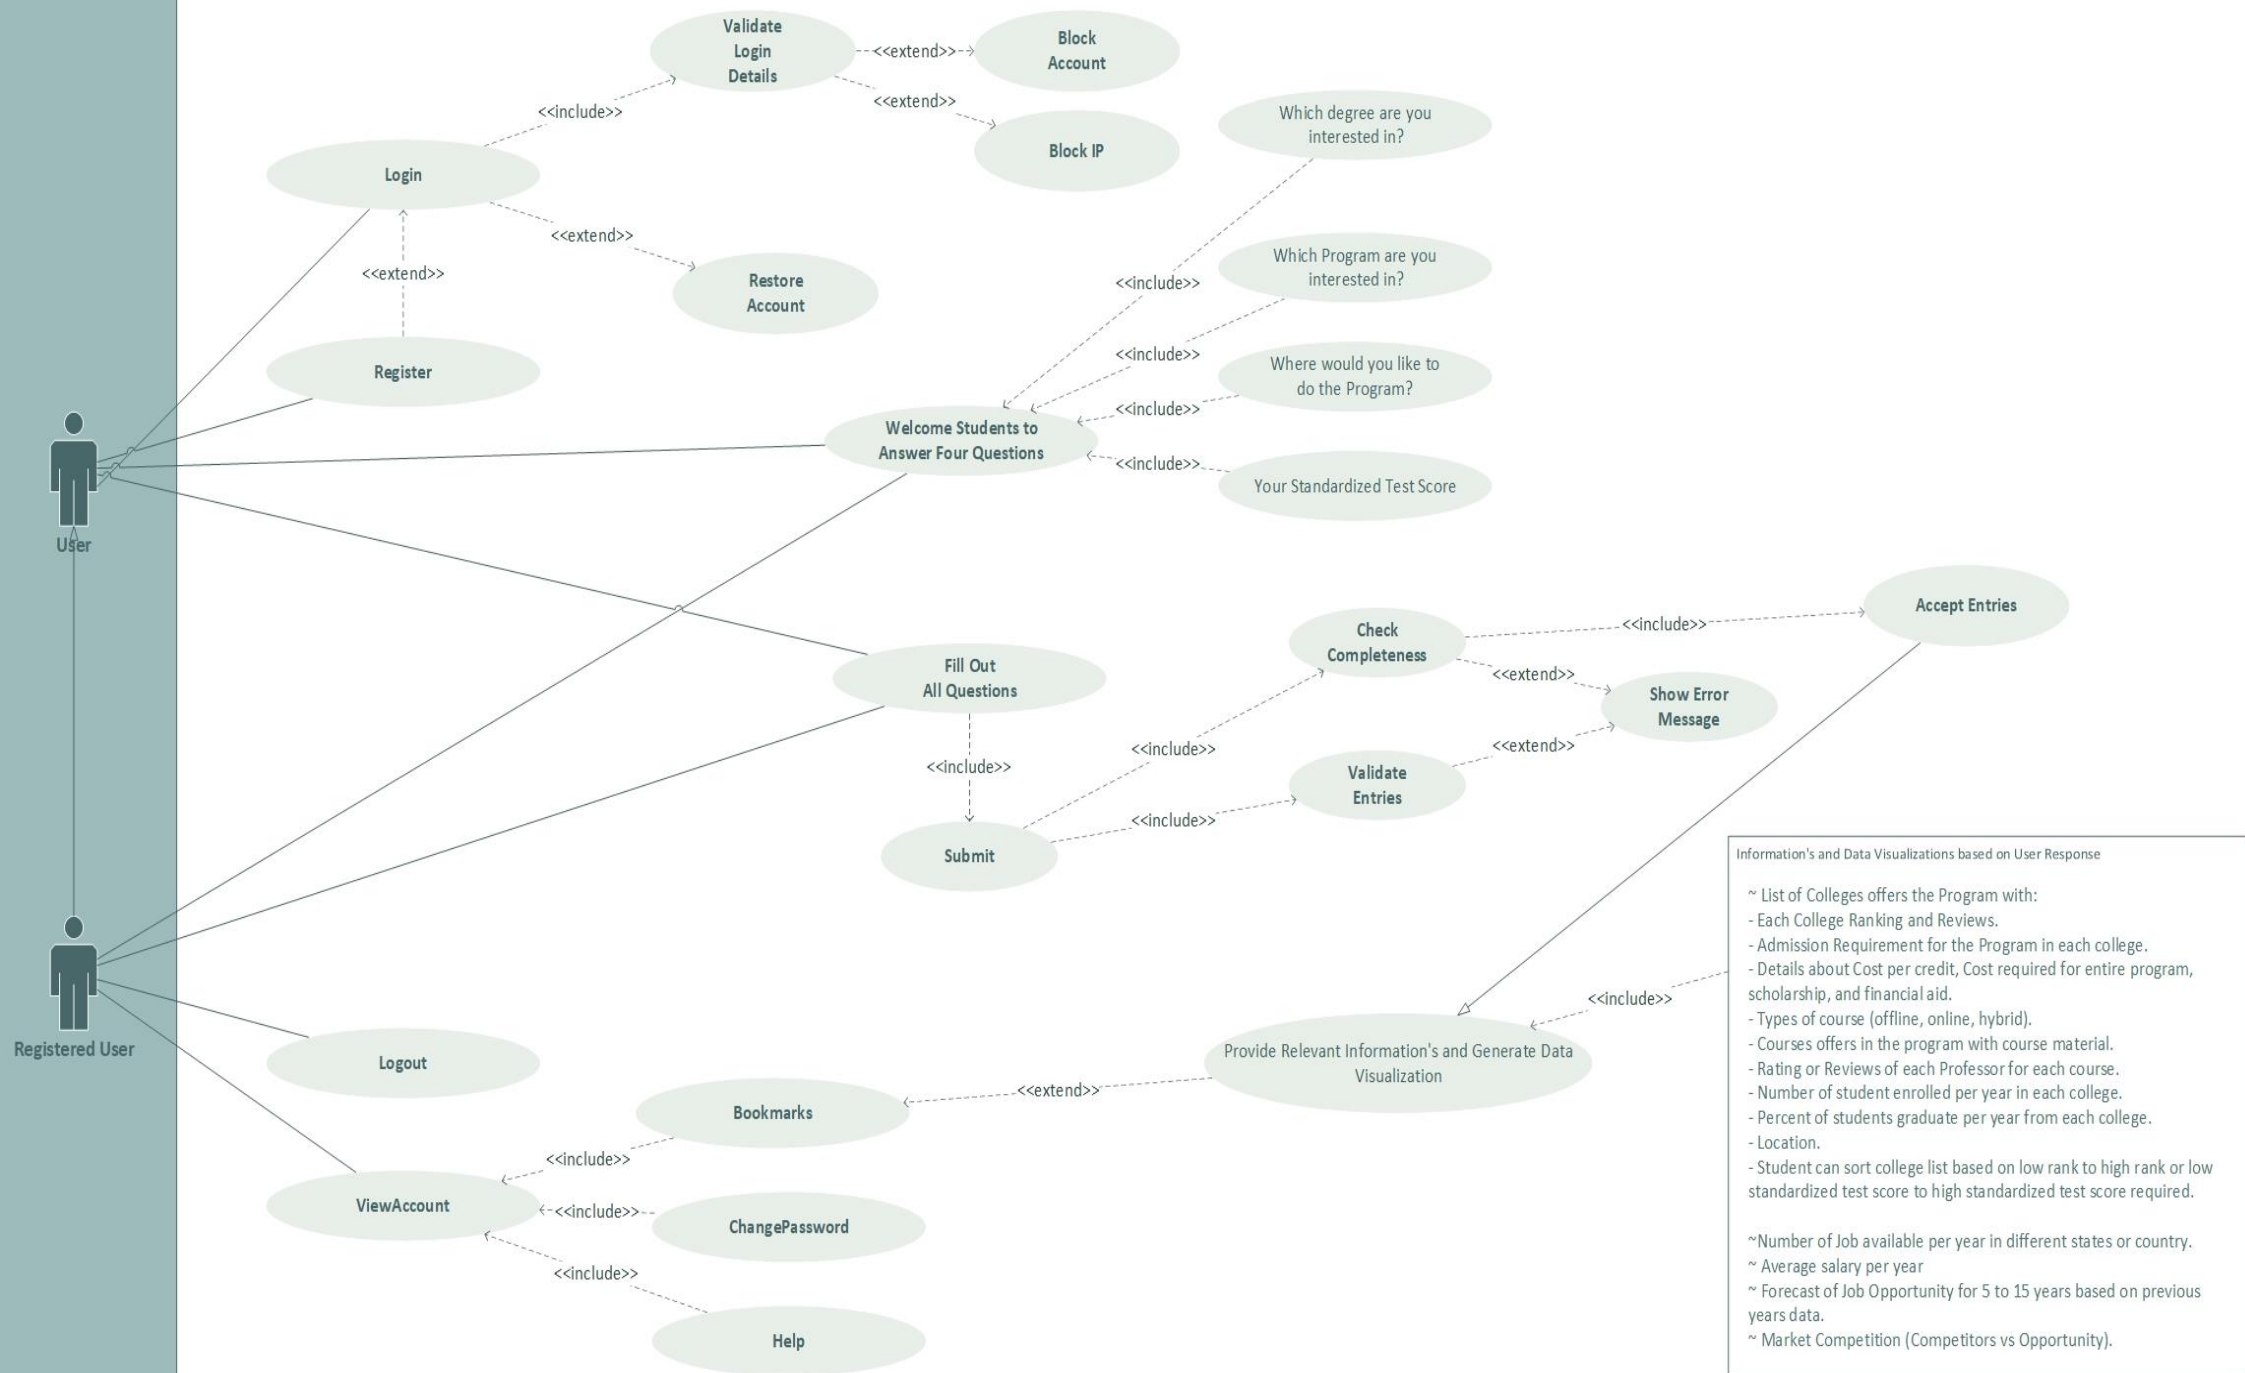 Validate
Login
Details
<<extend>>
Block
Account
<<include>>
<<extend>>
Block IP
Which degree are you
interested in?
Login
<<extend>>
<<extend>>
Restore
Account
Register
Which Program are you
interested in?
<<include>>
<<include>>
Where would you like to
do the Program?
<<include>>
Welcome Students to
Answer Four Questions
<<include>>
Your Standardized Test Score
User
Fill Out
All Questions
<<include>>
Submit
Check
Completeness
<<include>>
Accept Entries
<<extend>>
Show Error
Message
<<include>>
<<extend>>
Validate
Entries
<<include>>
Registered User
Logout
Provide Relevant Information's and Generate Data
Visualization
<<include>>
<<extend>>
Bookmarks
<<include>>
ViewAccount
<<include>>
ChangePassword
<<include>>
Help
Information's and Data Visualizations based on User Response
~ List of Colleges offers the Program with:
- Each College Ranking and Reviews.
- Admission Requirement for the Program in each college.
- Details about Cost per credit, Cost required for entire program,
scholarship, and financial aid.
- Types of course (offline, online, hybrid).
- Courses offers in the program with course material.
- Rating or Reviews of each Professor for each course.
- Number of student enrolled per year in each college.
- Percent of students graduate per year from each college.
- Location.
- Student can sort college list based on low rank to high rank or low
standardized test score to high standardized test score required.
~Number of Job available per year in different states or country.
~ Average salary per year
~ Forecast of Job Opportunity for 5 to 15 years based on previous
years data.
~ Market Competition (Competitors vs Opportunity).